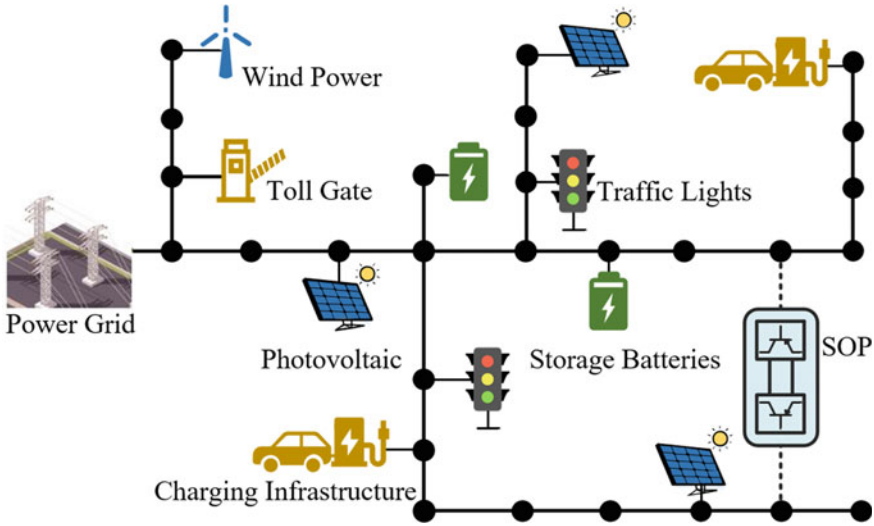 Wind Power
Toll Gate
Traffic Lights
Power Grid
Photovoltaic
Storage Batteries
SOP
Charging Infrastructure